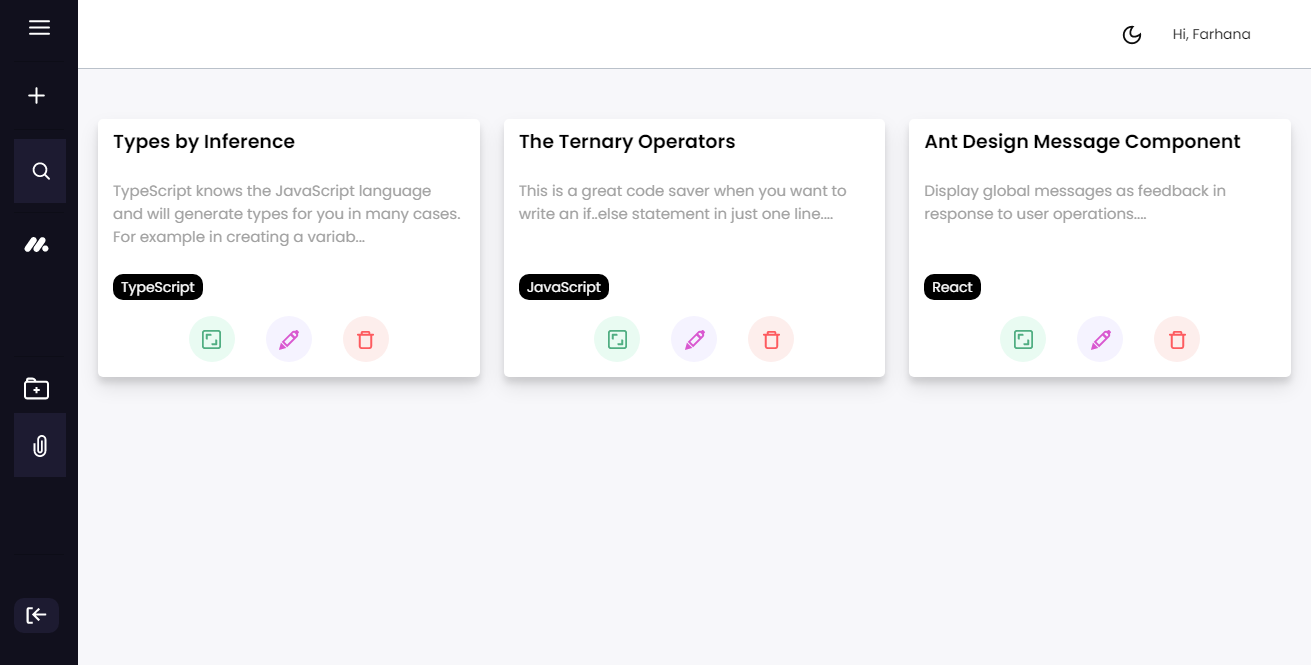 Hi, Farhana
Types by Inference
TypeScript knows the JavaScript language
and will generate types for you in many cases.
For example in creating a variab...
TypeScript
The Ternary Operators
This is a great code saver when you want to
write an if..else statement in just one line....
JavaScript
Ant Design Message Component
Display global messages as feedback in
response to user operations....
React